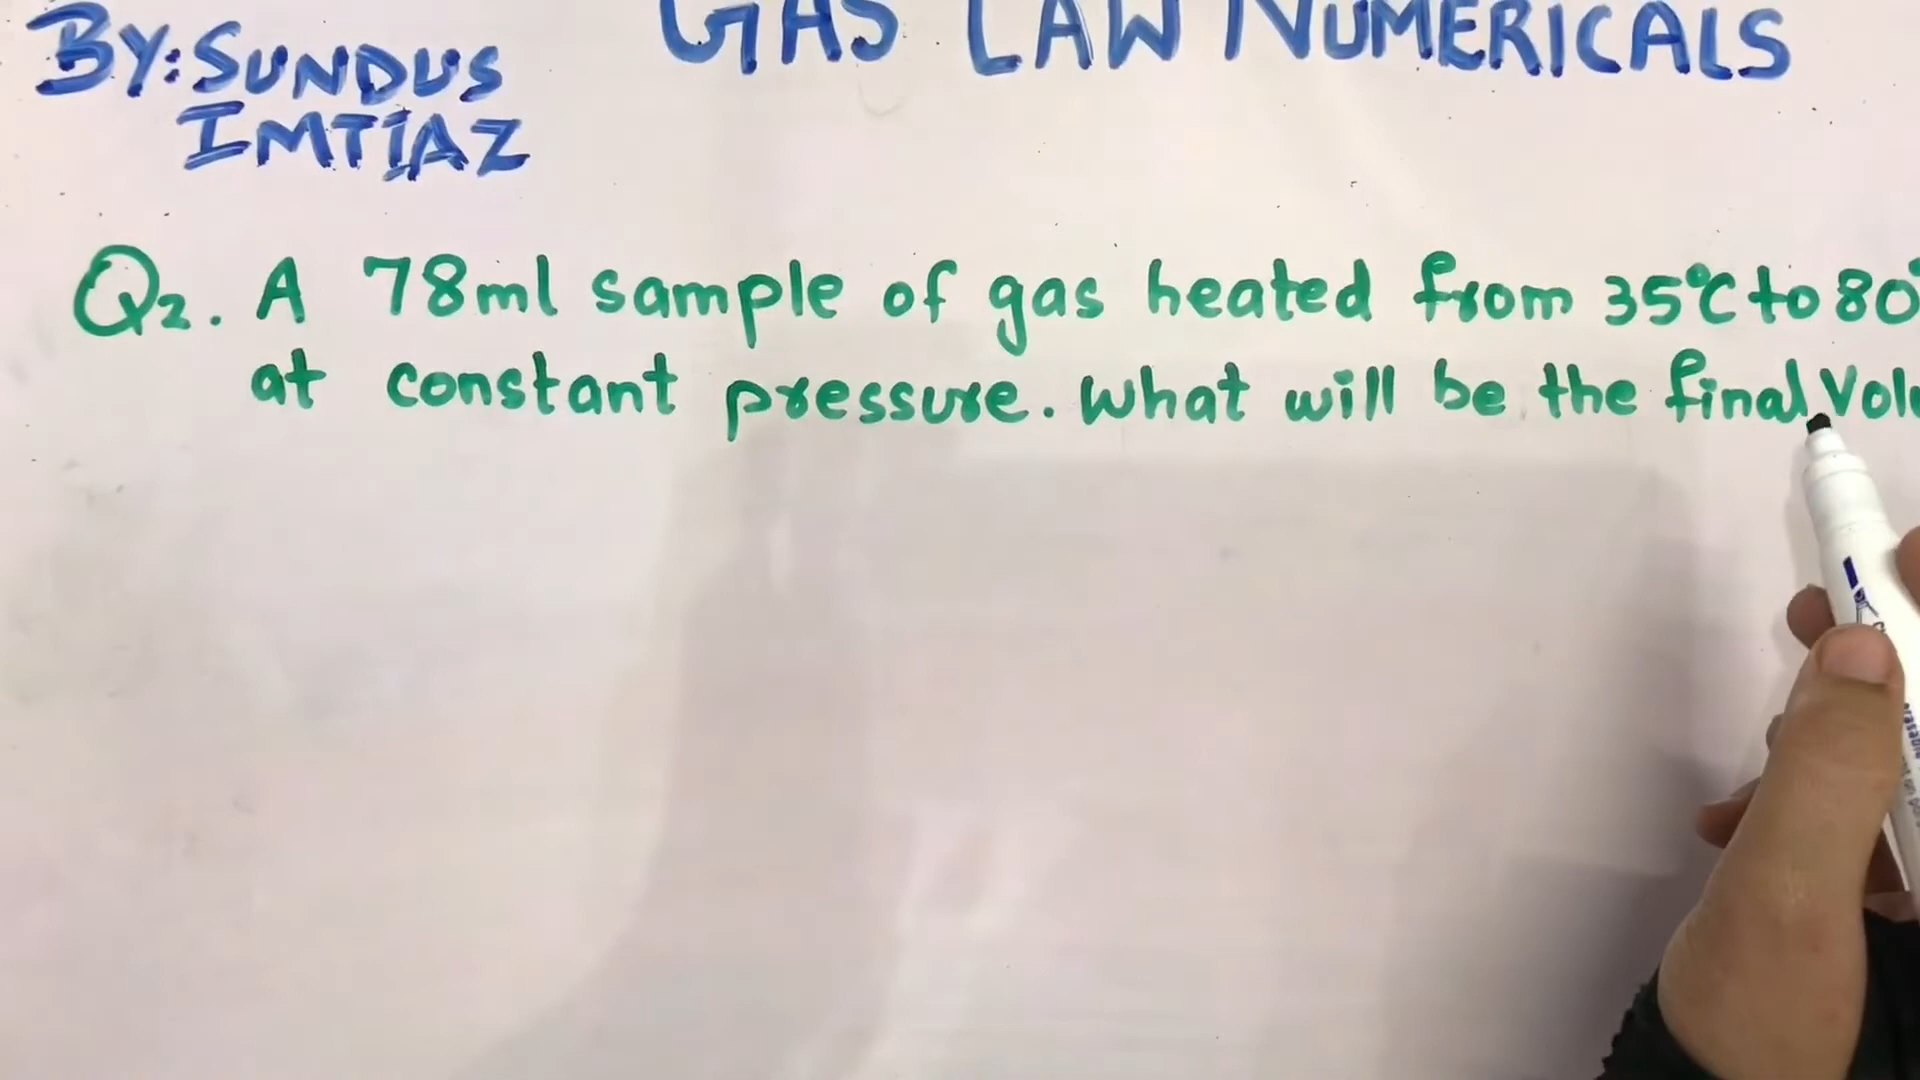 GAS LAW NUMERICALS
BY: SUNDUS
IMTIAZ
Q2. A 78ml sample of gas heated from 35°C to 80°
at constant pressure. What will be the final Volu